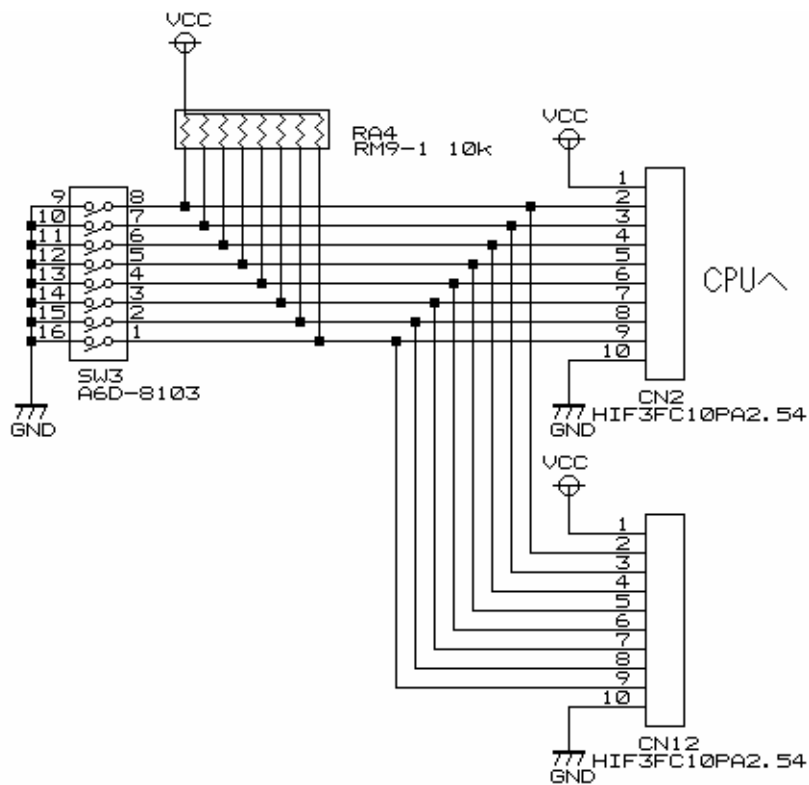 VCC
RA4
RM9-1 10k
VCC
1
2
3
4
5
6
7
8
9
10
9
10
11
12
13
14
15
16
8
7
6
5
4
3
2
1
CPUへ
SW3
A6D-8103
GND
CN2
HIF3FC10PA2.54
GND
VCC
1
2
3
4
5
6
7
8
9
10
CN12
HIF3FC10PA2.54
GND